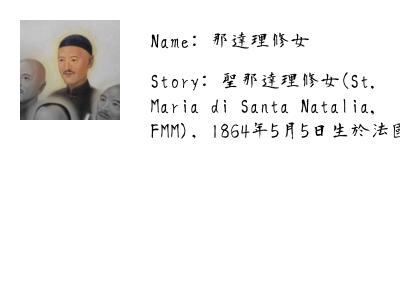 Name: 那達理修女
Story: 聖那達理修女(St.
Maria di Santa Natalia,
FMM), 1864年5月5日生於法國